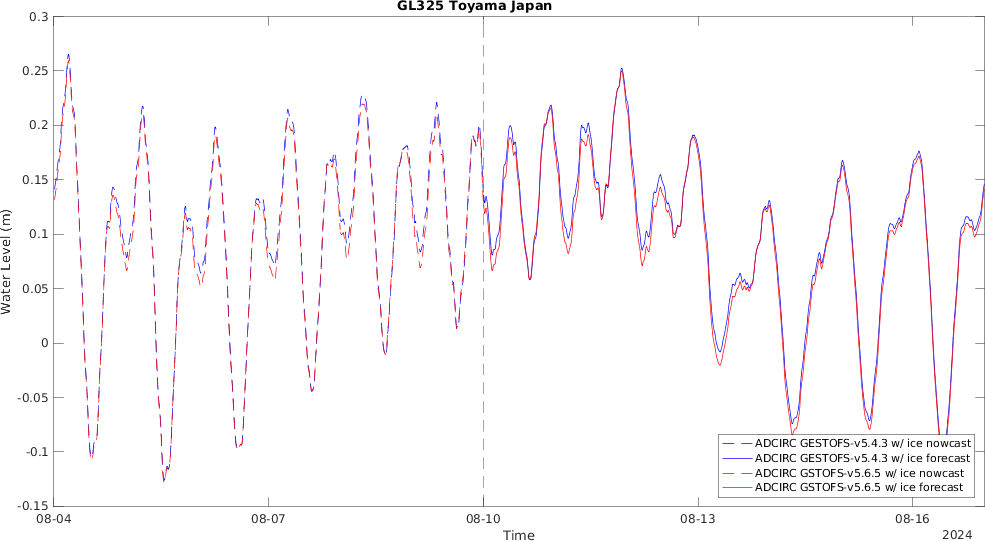 GL325 Toyama Japan
0.3
0.25
0.2
0.15
0.1
0.05
0
-0.05
-0.1
-0.15
Water Level (m)
08-04
08-07
08-10
08-13
08-16
Time
2024
ADCIRC GESTOFS-v5.4.3 w/ ice nowcast
ADCIRC GESTOFS-v5.4.3 w/ ice forecast
ADCIRC GSTOFS-v5.6.5 w/ ice nowcast
ADCIRC GSTOFS-v5.6.5 w/ ice forecast